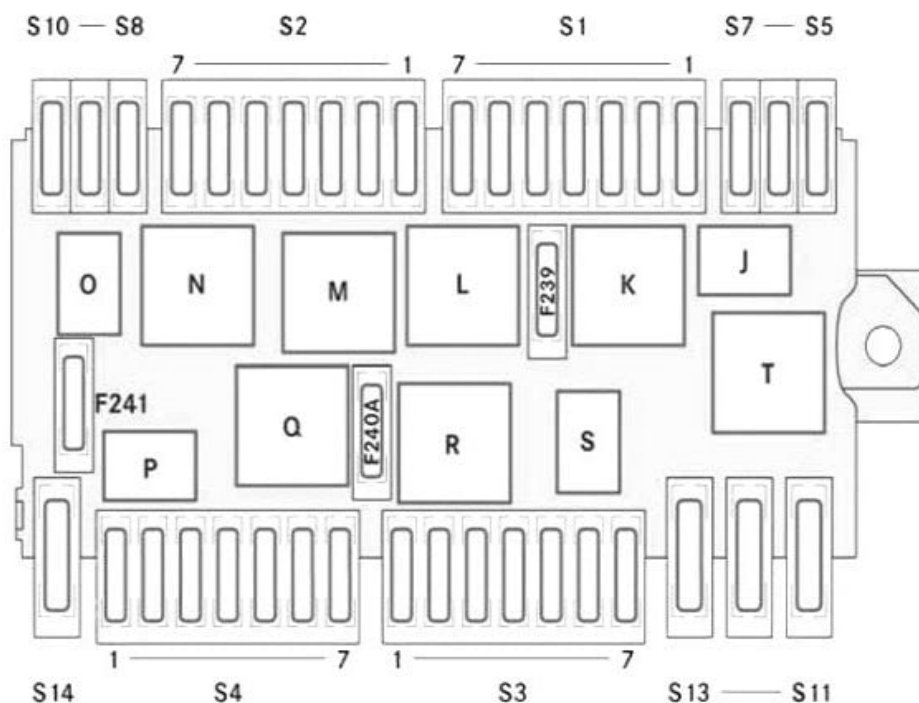 S10 — S8 S2 S1 S7 — S5
7 1 7 1
O N M L F239 K J
T
F241 Q F240A R S
P
1 7 1 7
S14 S4 S3 S13 S11